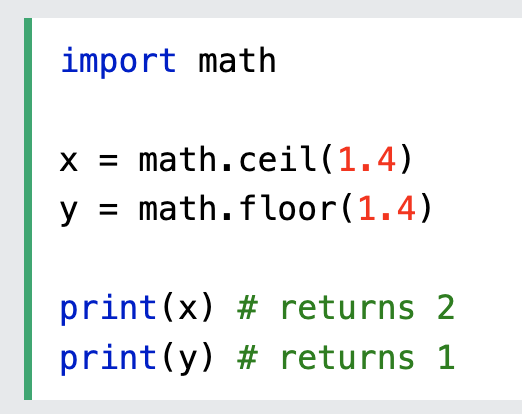 import math
x = math.ceil(1.4)
y = math.floor(1.4)
print(x) # returns 2
print(y) # returns 1